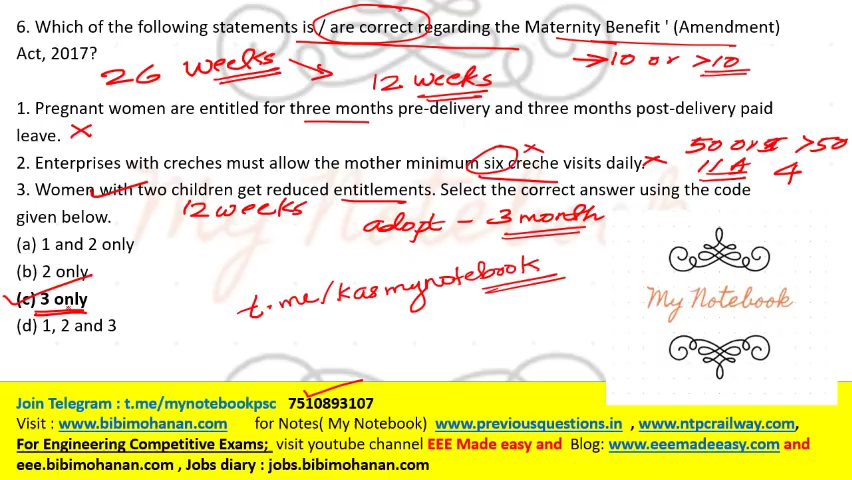 6. Which of the following statements is / are correct regarding the Maternity Benefit ' (Amendment)
Act, 2017?
→ 10 or >10
26 weeks → 12 weeks
1. Pregnant women are entitled for three months pre-delivery and three months post-delivery paid
leave. ×
50 or >50
2. Enterprises with creches must allow the mother minimum six creche visits daily.
11A 4
3. Women with two children get reduced entitlements. Select the correct answer using the code
given below.
12 weeks
adopt - 3 month
(a) 1 and 2 only
(b) 2 only
(c) 3 only
(d) 1, 2 and 3
t.me/kasmynotebook
My Notebook
My Notebook
Join Telegram : t.me/mynotebookpsc 7510893107
Visit : www.bibimohanan.com for Notes( My Notebook) www.previousquestions.in , www.ntpcrailway.com,
For Engineering Competitive Exams; visit youtube channel EEE Made easy and Blog: www.eeemadeeasy.com and
eee.bibimohanan.com , Jobs diary : jobs.bibimohanan.com